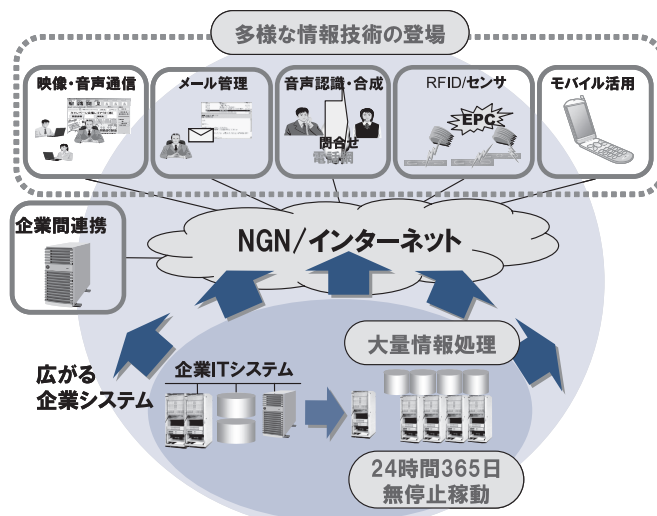 多様な情報技術の登場
映像・音声通信
メール管理
音声認識・合成
RFID/センサ
モバイル活用
EPC
問合せ
電話網
企業間連携
NGN/インターネット
大量情報処理
企業ITシステム
広がる
企業システム
24時間365日
無停止稼動